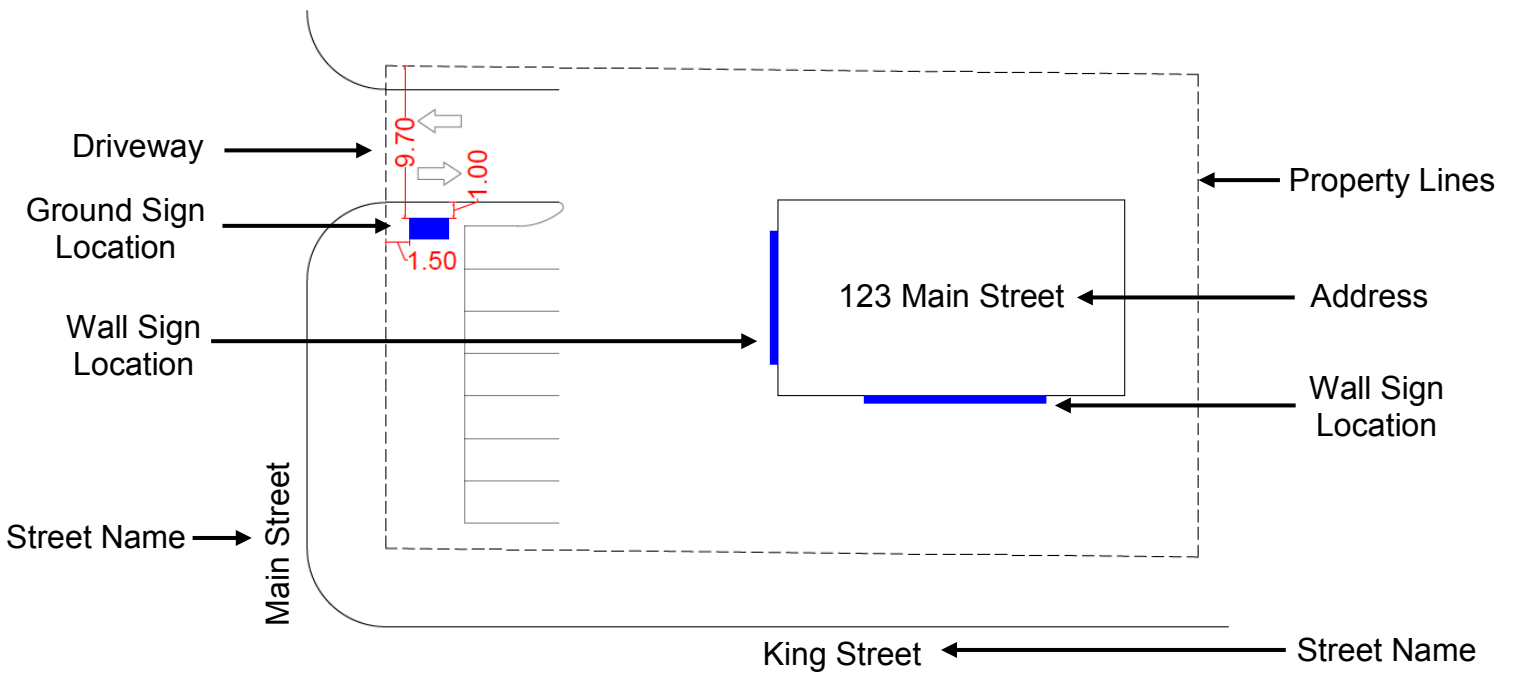 Driveway
9.70
1.00
Property Lines
Ground Sign
Location
1.50
123 Main Street
Address
Wall Sign
Location
Wall Sign
Location
Main Street
Street Name
King Street
Street Name